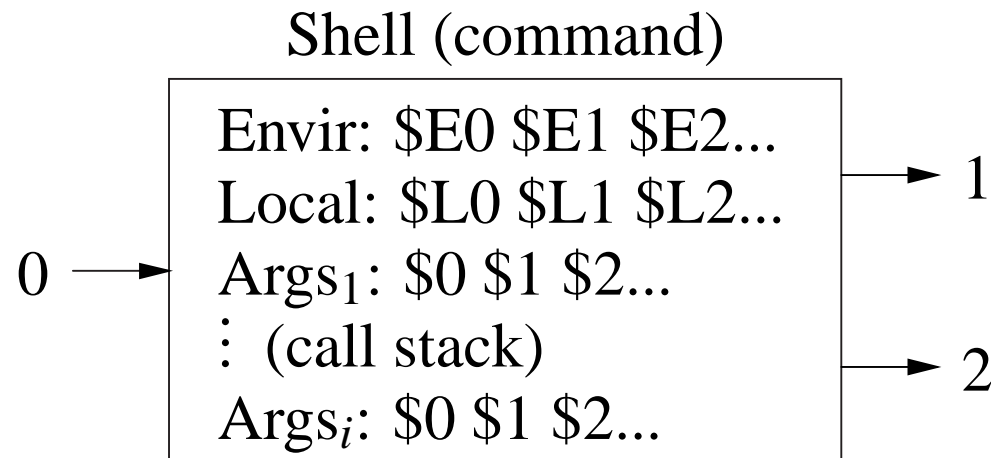 Shell (command)
Envir: $E0 $E1 $E2...
Local: $L0 $L1 $L2...
Args₁: $0 $1 $2...
⋮ (call stack)
Argsᵢ: $0 $1 $2...
0
1
2